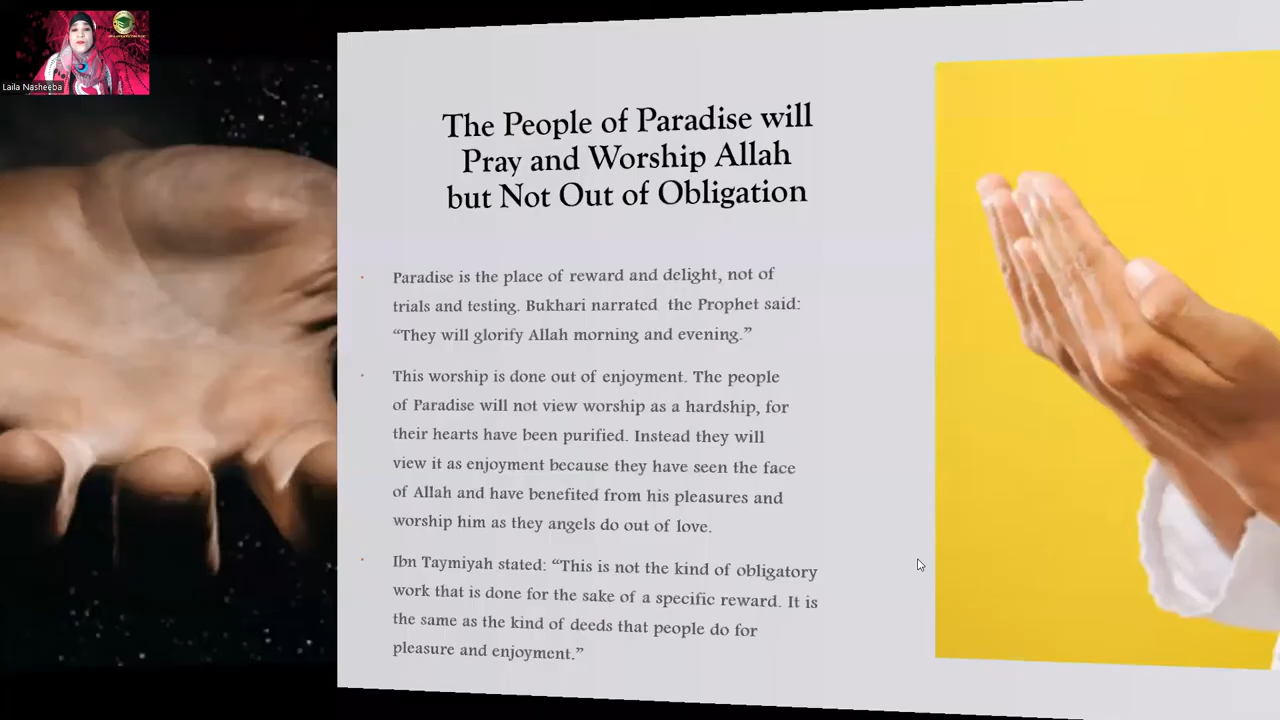 Laila Nasheeba
The People of Paradise will
Pray and Worship Allah
but Not Out of Obligation
Paradise is the place of reward and delight, not of
trials and testing. Bukhari narrated the Prophet said:
“They will glorify Allah morning and evening.”
This worship is done out of enjoyment. The people
of Paradise will not view worship as a hardship, for
their hearts have been purified. Instead they will
view it as enjoyment because they have seen the face
of Allah and have benefited from his pleasures and
worship him as they angels do out of love.
Ibn Taymiyah stated: “This is not the kind of obligatory
work that is done for the sake of a specific reward. It is
the same as the kind of deeds that people do for
pleasure and enjoyment.”